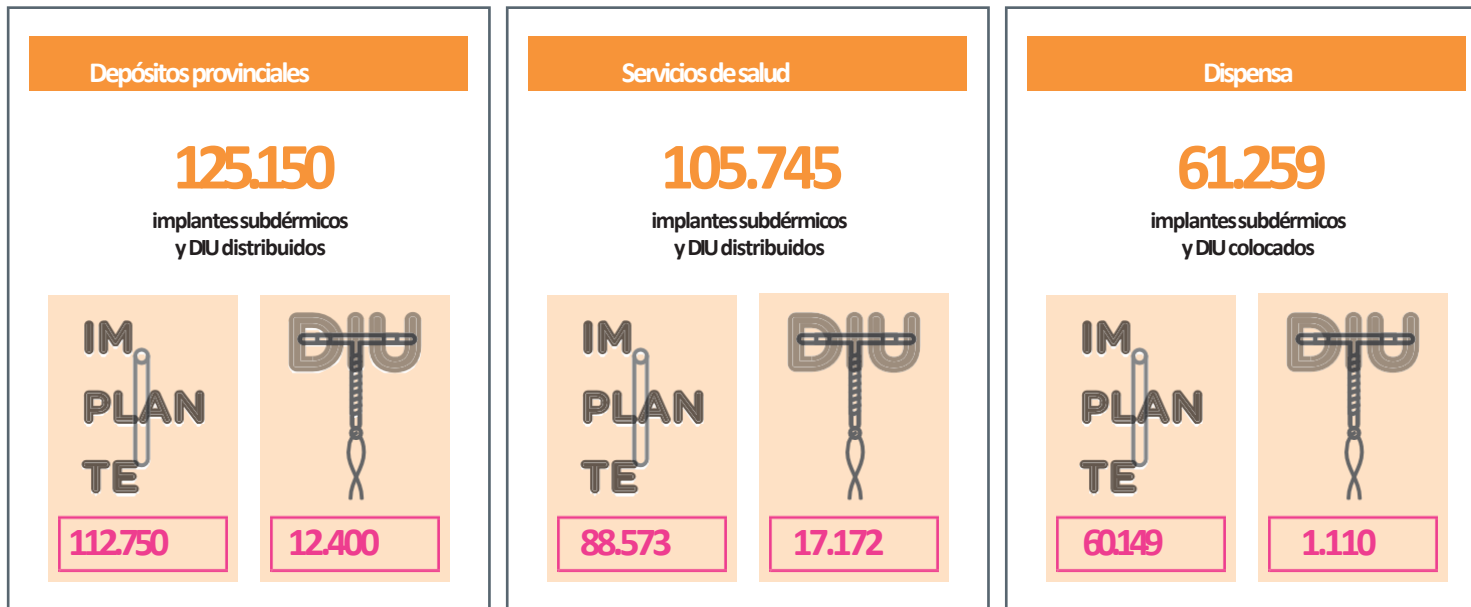 Depósitos provinciales
125.150
implantes subdérmicos
y DIU distribuidos
IM
PLAN
TE
112.750
DIU
12.400
Servicios de salud
105.745
implantes subdérmicos
y DIU distribuidos
IM
PLAN
TE
88.573
DIU
17.172
Dispensa
61.259
implantes subdérmicos
y DIU colocados
IM
PLAN
TE
60.149
DIU
1.110